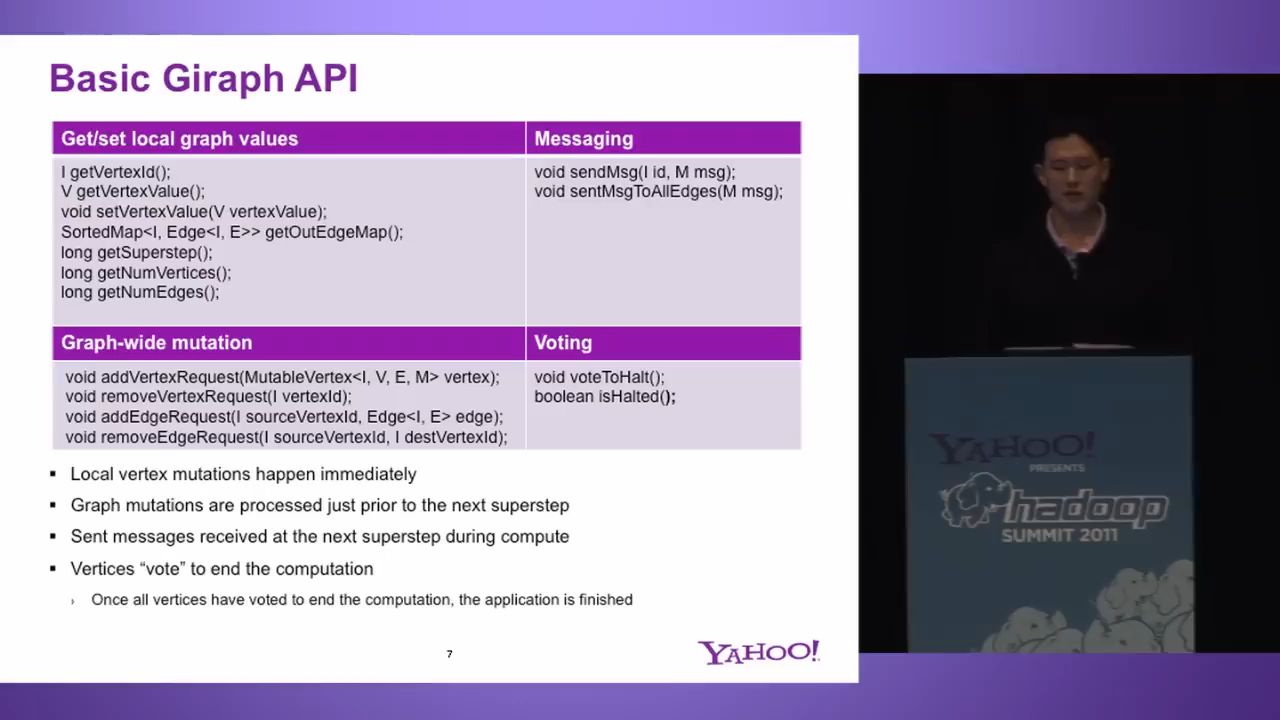 Basic Giraph API
Get/set local graph values
I getVertexId();
V getVertexValue();
void setVertexValue(V vertexValue);
SortedMap<I, Edge<I, E>> getOutEdgeMap();
long getSuperstep();
long getNumVertices();
long getNumEdges();
Messaging
void sendMsg(I id, M msg);
void sentMsgToAllEdges(M msg);
Graph-wide mutation
void addVertexRequest(MutableVertex<I, V, E, M> vertex);
void removeVertexRequest(I vertexId);
void addEdgeRequest(I sourceVertexId, Edge<I, E> edge);
void removeEdgeRequest(I sourceVertexId, I destVertexId);
Voting
void voteToHalt();
boolean isHalted();
▪ Local vertex mutations happen immediately
▪ Graph mutations are processed just prior to the next superstep
▪ Sent messages received at the next superstep during compute
▪ Vertices “vote” to end the computation
› Once all vertices have voted to end the computation, the application is finished
7
YAHOO!
YAHOO!
PRESENTS
hadoop
SUMMIT 2011